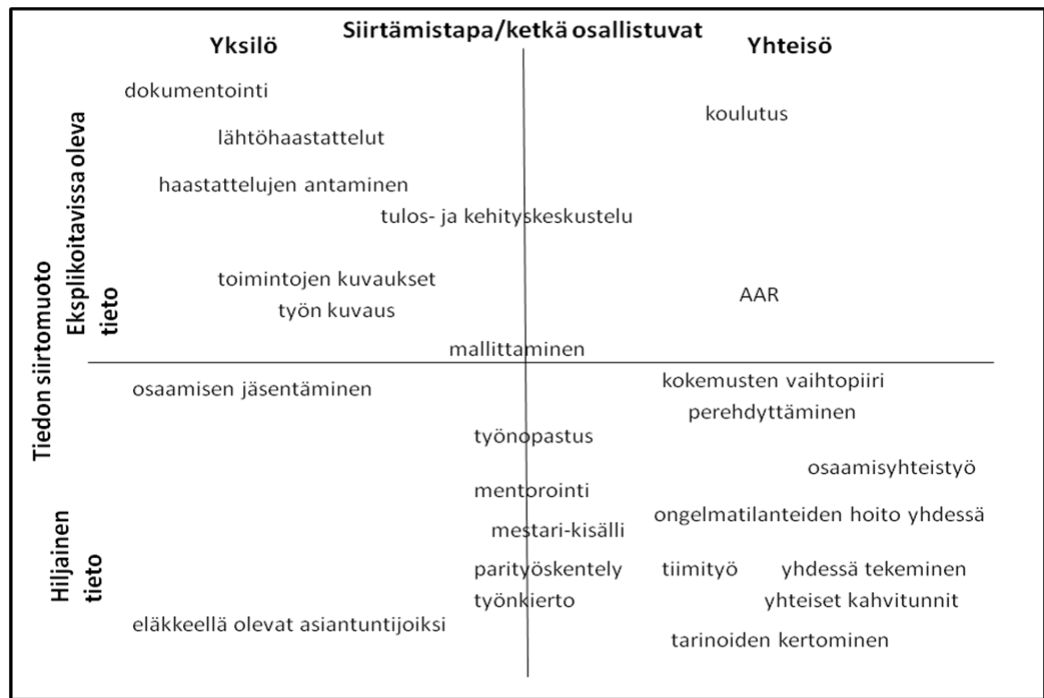 Siirtämistapa/ketkä osallistuvat
Yksilö
Yhteisö
Tiedon siirtomuoto
Eksplikoitavissa oleva
tieto
dokumentointi
koulutus
lähtöhaastattelut
haastattelujen antaminen
tulos- ja kehityskeskustelu
toimintojen kuvaukset
AAR
työn kuvaus
mallittaminen
Hiljainen
tieto
osaamisen jäsentäminen
kokemusten vaihtopiiri
perehdyttäminen
työnopastus
osaamisyhteistyö
mentorointi
ongelmatilanteiden hoito yhdessä
mestari-kisälli
parityöskentely
tiimityö
yhdessä tekeminen
työnkierto
yhteiset kahvitunnit
eläkkeellä olevat asiantuntijoiksi
tarinoiden kertominen